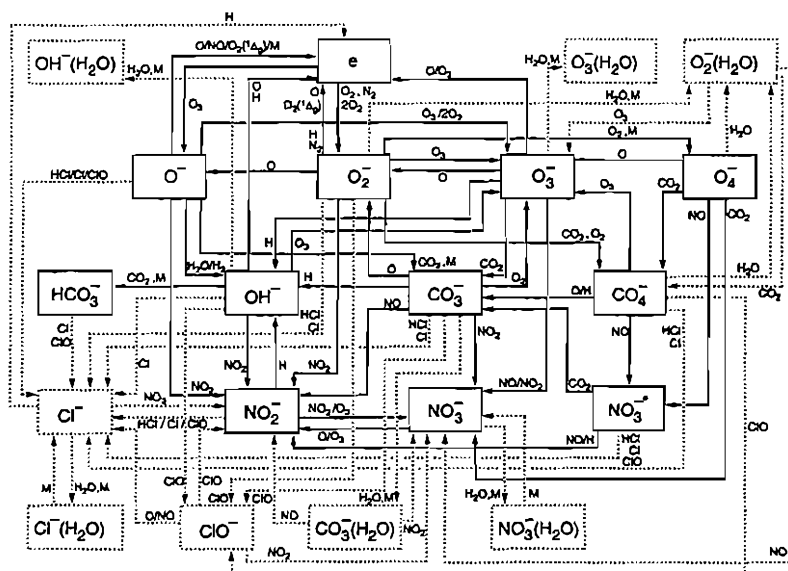 H
O/NO/O₂(¹Δg)/M
e
OH⁻(H₂O)
H₂O,M
O₃
O
H
O
O₂(¹Δg)
O₂, N₂
2O₂
O/O₂
H₂O,M
O₃⁻(H₂O)
O₂⁻(H₂O)
H₂O,M
H
N₂
O₃/2O₂
O₃
O₂,M
H₂O
HCl/Cl/ClO
O⁻
O
O₂⁻
O₃
O
O₃⁻
O
O₄⁻
CO₂
NO
CO₂
O₃
H
O₃
CO₂,M
CO₂
O₂
CO₂, O₂
H₂O
CO₂
H₂O/H₂
HCO₃⁻
CO₂,M
OH⁻
H
O
CO₃⁻
O/H
CO₄⁻
Cl
ClO
HCl
Cl
NO
HCl
Cl
NO₂
NO
HCl
Cl
Cl
NO₂
H
NO₂
NO₂
NO/NO₂
CO₂
Cl⁻
NO₂
NO₂⁻
NO₂/O₃
NO₃⁻
NO₃⁻*
HCl/Cl/ClO
O/O₃
NO/H
HCl
Cl
ClO
ClO
M
H₂O,M
ClO
ClO
ClO
ClO
H₂O,M
H₂O,M
M
Cl⁻(H₂O)
O/NO
ClO⁻
NO
CO₃⁻(H₂O)
NO₂
NO₃⁻(H₂O)
NO₂
NO